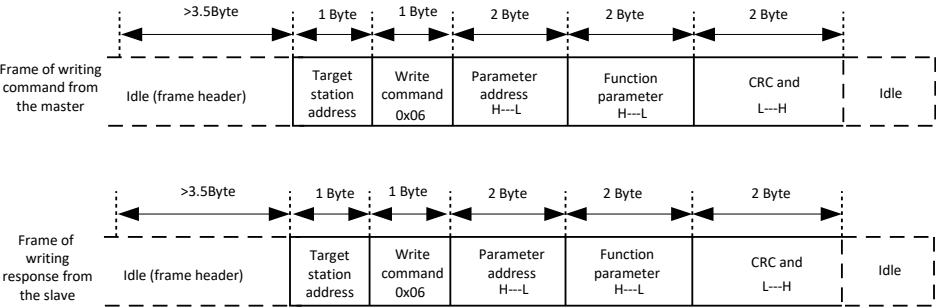 >3.5Byte 1 Byte 1 Byte 2 Byte 2 Byte 2 Byte
Frame of writing
command from
the master
Idle (frame header)
Target
station
address
Write
command
0x06
Parameter
address
H---L
Function
parameter
H---L
CRC and
L---H
Idle
>3.5Byte 1 Byte 1 Byte 2 Byte 2 Byte 2 Byte
Frame of
writing
response from
the slave
Idle (frame header)
Target
station
address
Write
command
0x06
Parameter
address
H---L
Function
parameter
H---L
CRC and
L---H
Idle